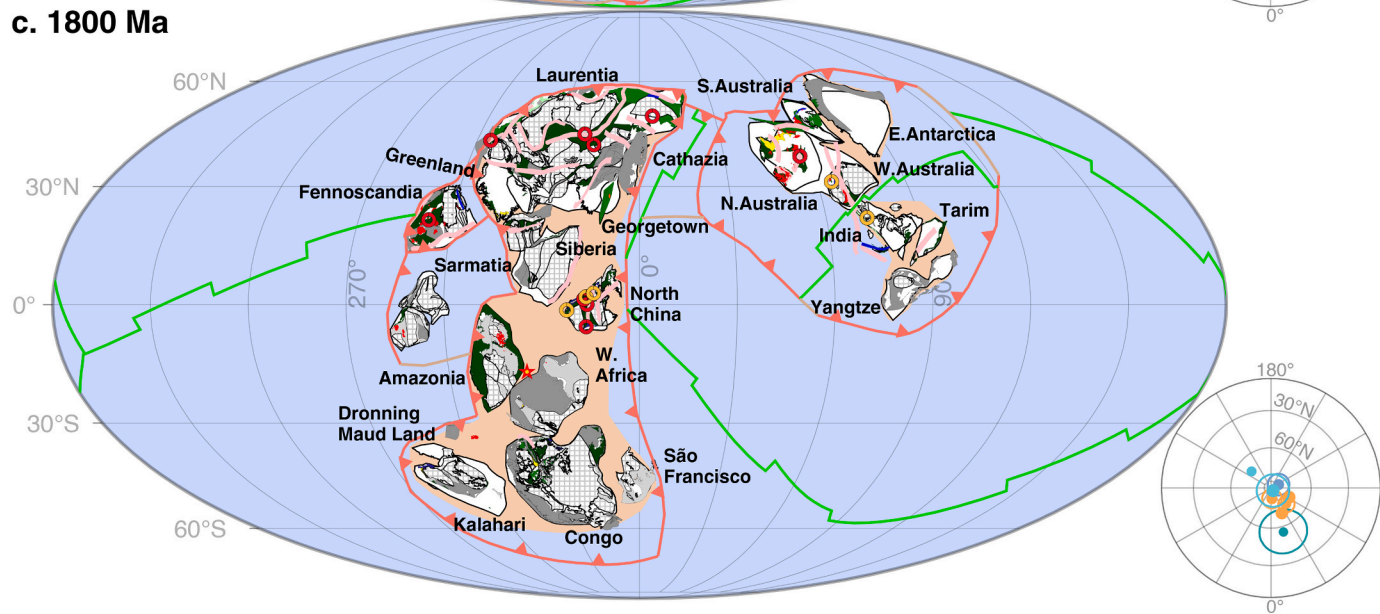 0°
c. 1800 Ma
60°N
Laurentia
S.Australia
E.Antarctica
Greenland
Cathazia
W.Australia
30°N
Fennoscandia
N.Australia
Tarim
Georgetown
India
Siberia
Sarmatia
270°
0°
90°
0°
North
China
Yangtze
W.
Africa
Amazonia
180°
30°N
60°N
Dronning
Maud Land
30°S
São
Francisco
Kalahari
60°S
Congo
0°